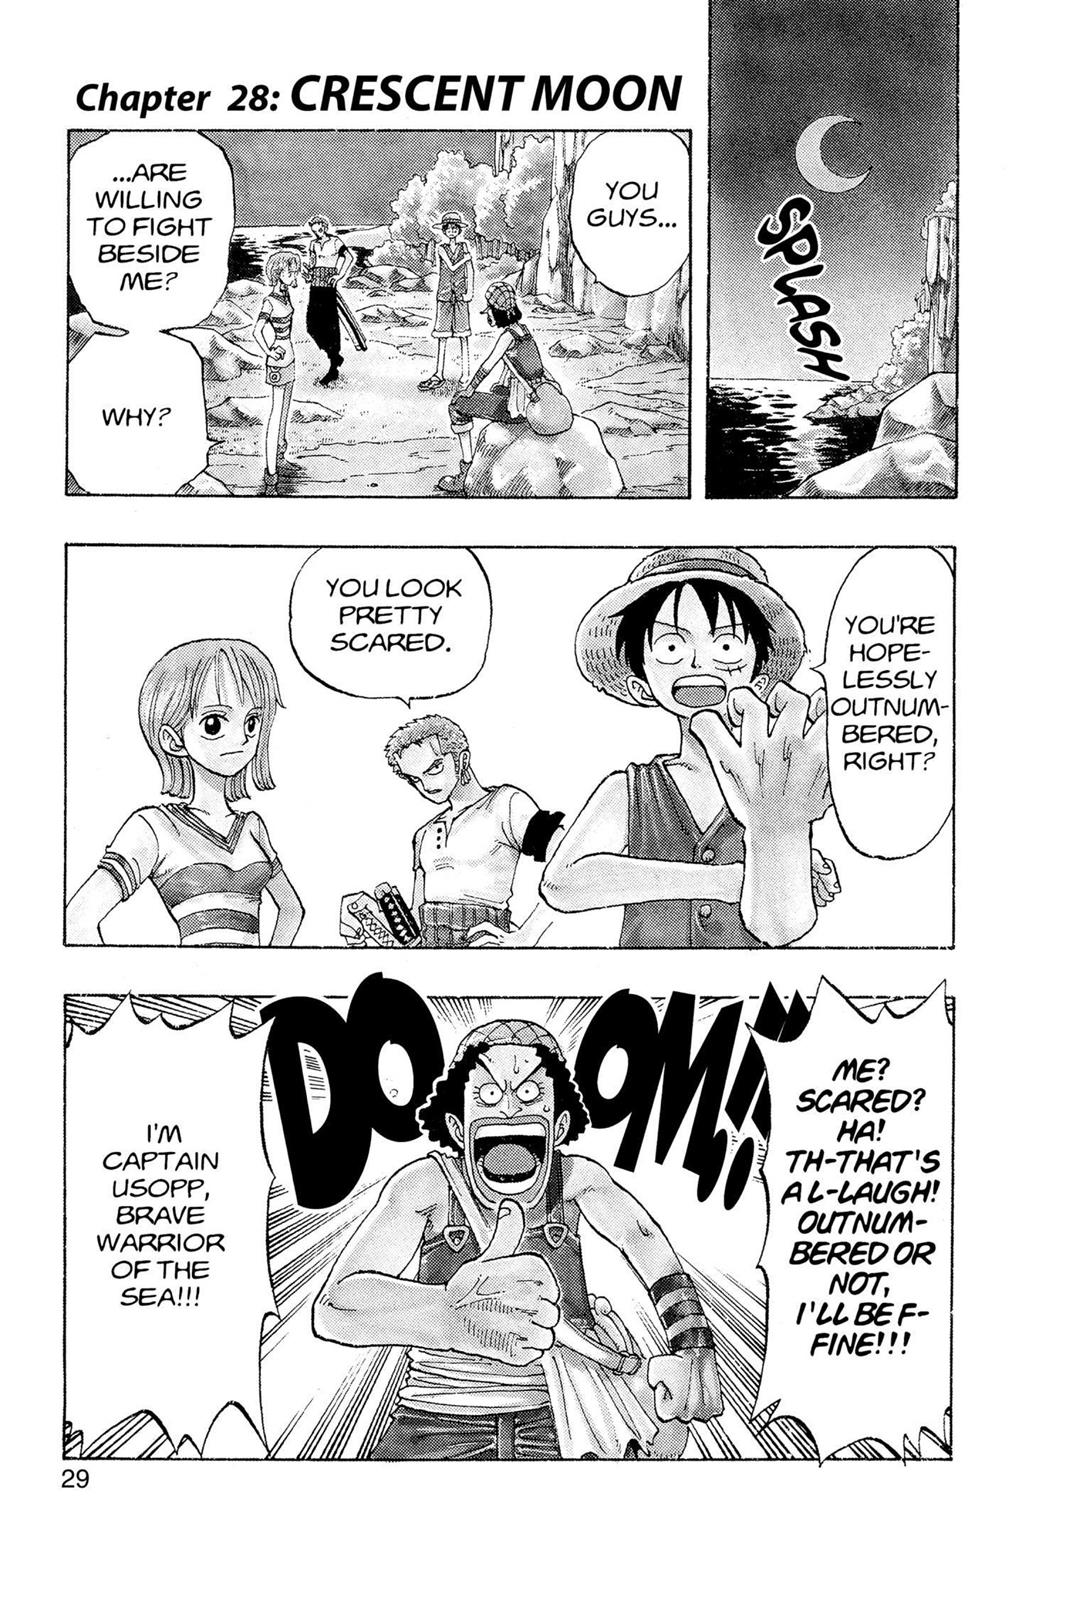 Chapter 28: CRESCENT MOON
SPLASH
YOU
GUYS...
...ARE
WILLING
TO FIGHT
BESIDE
ME?
WHY?
YOU'RE
HOPE-
LESSLY
OUTNUM-
BERED,
RIGHT?
YOU LOOK
PRETTY
SCARED.
DOOM!!
ME?
SCARED?
HA!
TH-THAT'S
A L-LAUGH!
OUTNUM-
BERED OR
NOT,
I'LL BE F-
FINE!!!
I'M
CAPTAIN
USOPP,
BRAVE
WARRIOR
OF THE
SEA!!!
29